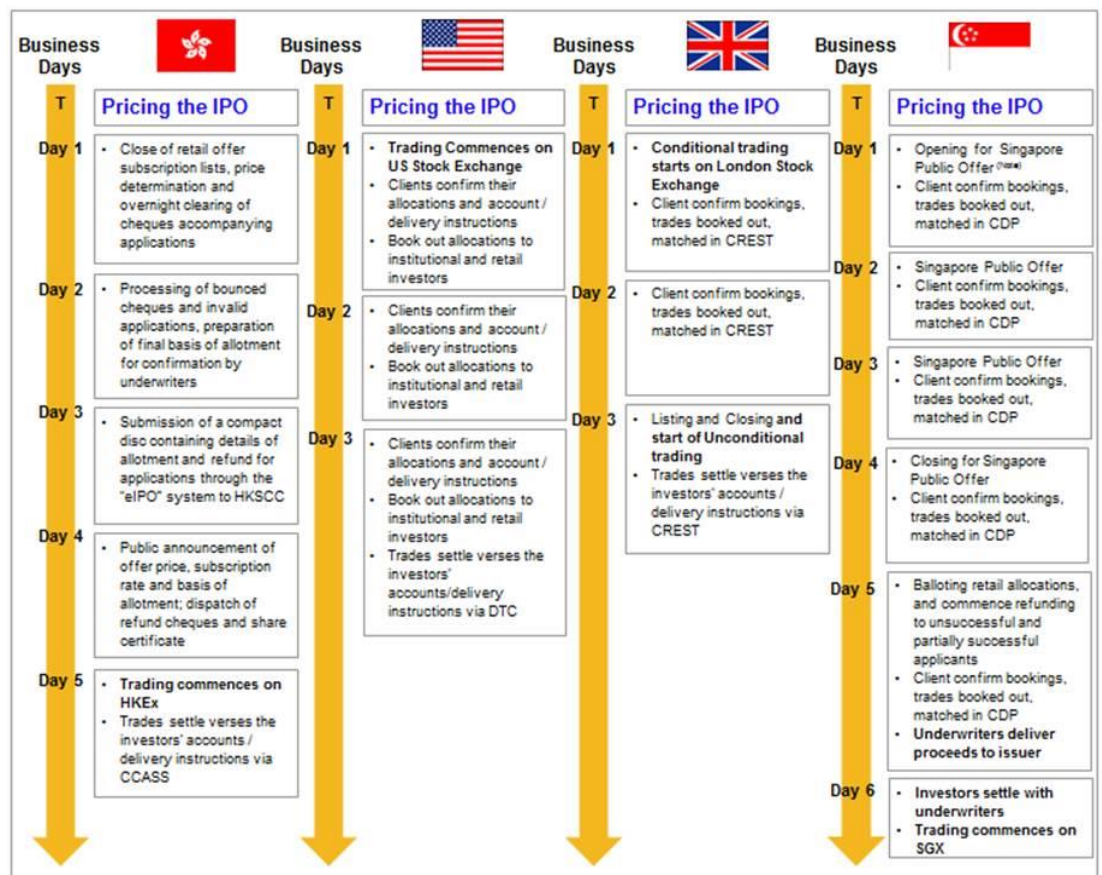 Business
Days
T
Pricing the IPO
Day 1
• Close of retail offer
subscription lists, price
determination and
overnight clearing of
cheques accompanying
applications
Day 2
• Processing of bounced
cheques and invalid
applications, preparation
of final basis of allotment
for confirmation by
underwriters
Day 3
• Submission of a compact
disc containing details of
allotment and refund for
applications through the
"eIPO" system to HKSCC
Day 4
• Public announcement of
offer price, subscription
rate and basis of
allotment; dispatch of
refund cheques and share
certificate
Day 5
• Trading commences on
HKEx
• Trades settle verses the
investors' accounts /
delivery instructions via
CCASS
Business
Days
T
Pricing the IPO
Day 1
• Trading Commences on
US Stock Exchange
• Clients confirm their
allocations and account /
delivery instructions
• Book out allocations to
institutional and retail
investors
Day 2
• Clients confirm their
allocations and account /
delivery instructions
• Book out allocations to
institutional and retail
investors
Day 3
• Clients confirm their
allocations and account /
delivery instructions
• Book out allocations to
institutional and retail
investors
• Trades settle verses the
investors'
accounts/delivery
instructions via DTC
Business
Days
T
Pricing the IPO
Day 1
• Conditional trading
starts on London Stock
Exchange
• Client confirm bookings,
trades booked out,
matched in CREST
Day 2
• Client confirm bookings,
trades booked out,
matched in CREST
Day 3
• Listing and Closing and
start of Unconditional
trading
• Trades settle verses the
investors' accounts /
delivery instructions via
CREST
Business
Days
T
Pricing the IPO
Day 1
• Opening for Singapore
Public Offer
• Client confirm bookings,
trades booked out,
matched in CDP
Day 2
• Singapore Public Offer
• Client confirm bookings,
trades booked out,
matched in CDP
Day 3
• Singapore Public Offer
• Client confirm bookings,
trades booked out,
matched in CDP
Day 4
• Closing for Singapore
Public Offer
• Client confirm bookings,
trades booked out,
matched in CDP
Day 5
• Balloting retail allocations,
and commence refunding
to unsuccessful and
partially successful
applicants
• Client confirm bookings,
trades booked out,
matched in CDP
• Underwriters deliver
proceeds to issuer
Day 6
• Investors settle with
underwriters
• Trading commences on
SGX